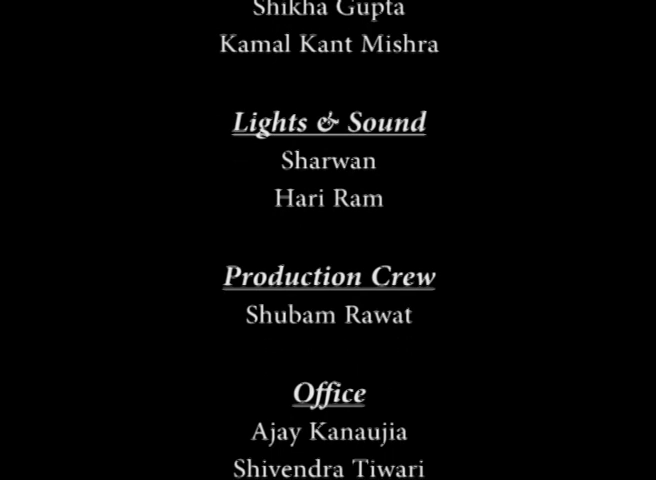 Shikha Gupta
Kamal Kant Mishra
Lights & Sound
Sharwan
Hari Ram
Production Crew
Shubam Rawat
Office
Ajay Kanaujia
Shivendra Tiwari